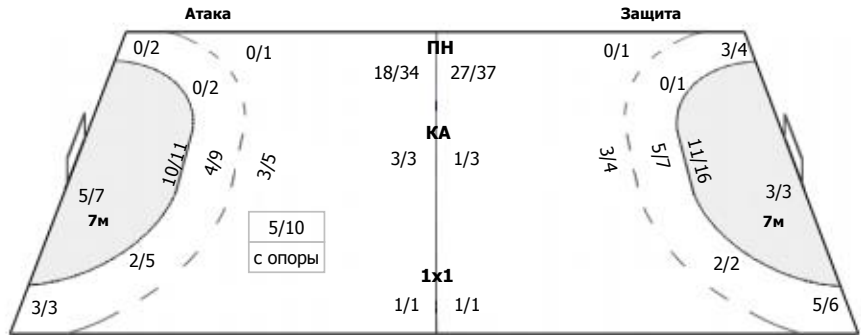 Атака Защита
0/2 0/1 ПН 0/1 3/4
18/34 27/37
0/2 0/1
КА
10/11 4/9 3/5 3/3 1/3 3/4 5/7 11/16
5/7 3/3
7м 7м
5/10
с опоры
2/5 2/2
1x1
3/3 1/1 1/1 5/6